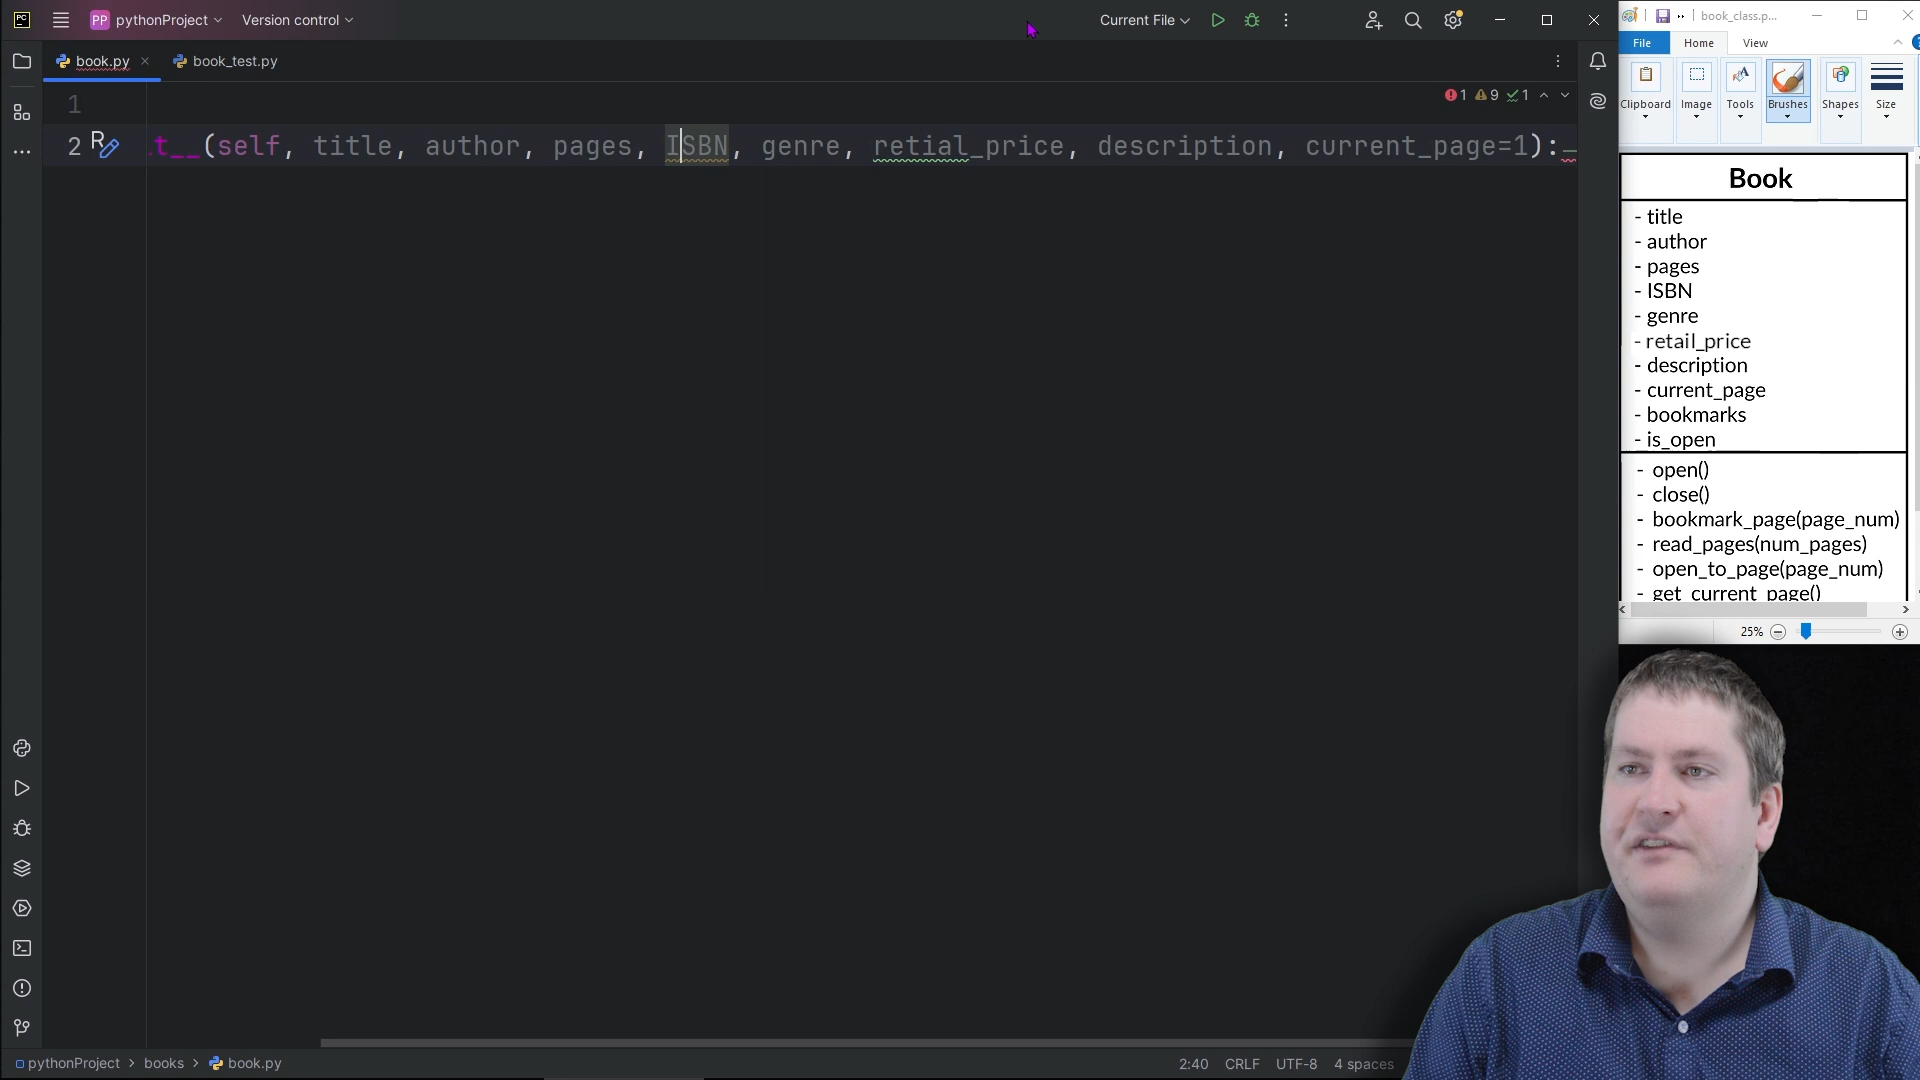 PC
PP pythonProject
Version control
Current File
book.py
book_test.py
1
1 9 1
2 t__(self, title, author, pages, ISBN, genre, retial_price, description, current_page=1):
pythonProject > books > book.py
2:40 CRLF UTF-8 4 spaces
book_class.p...
File Home View
Clipboard Image Tools Brushes Shapes Size
Book
- title
- author
- pages
- ISBN
- genre
- retail_price
- description
- current_page
- bookmarks
- is_open
- open()
- close()
- bookmark_page(page_num)
- read_pages(num_pages)
- open_to_page(page_num)
- get_current_page()
25%